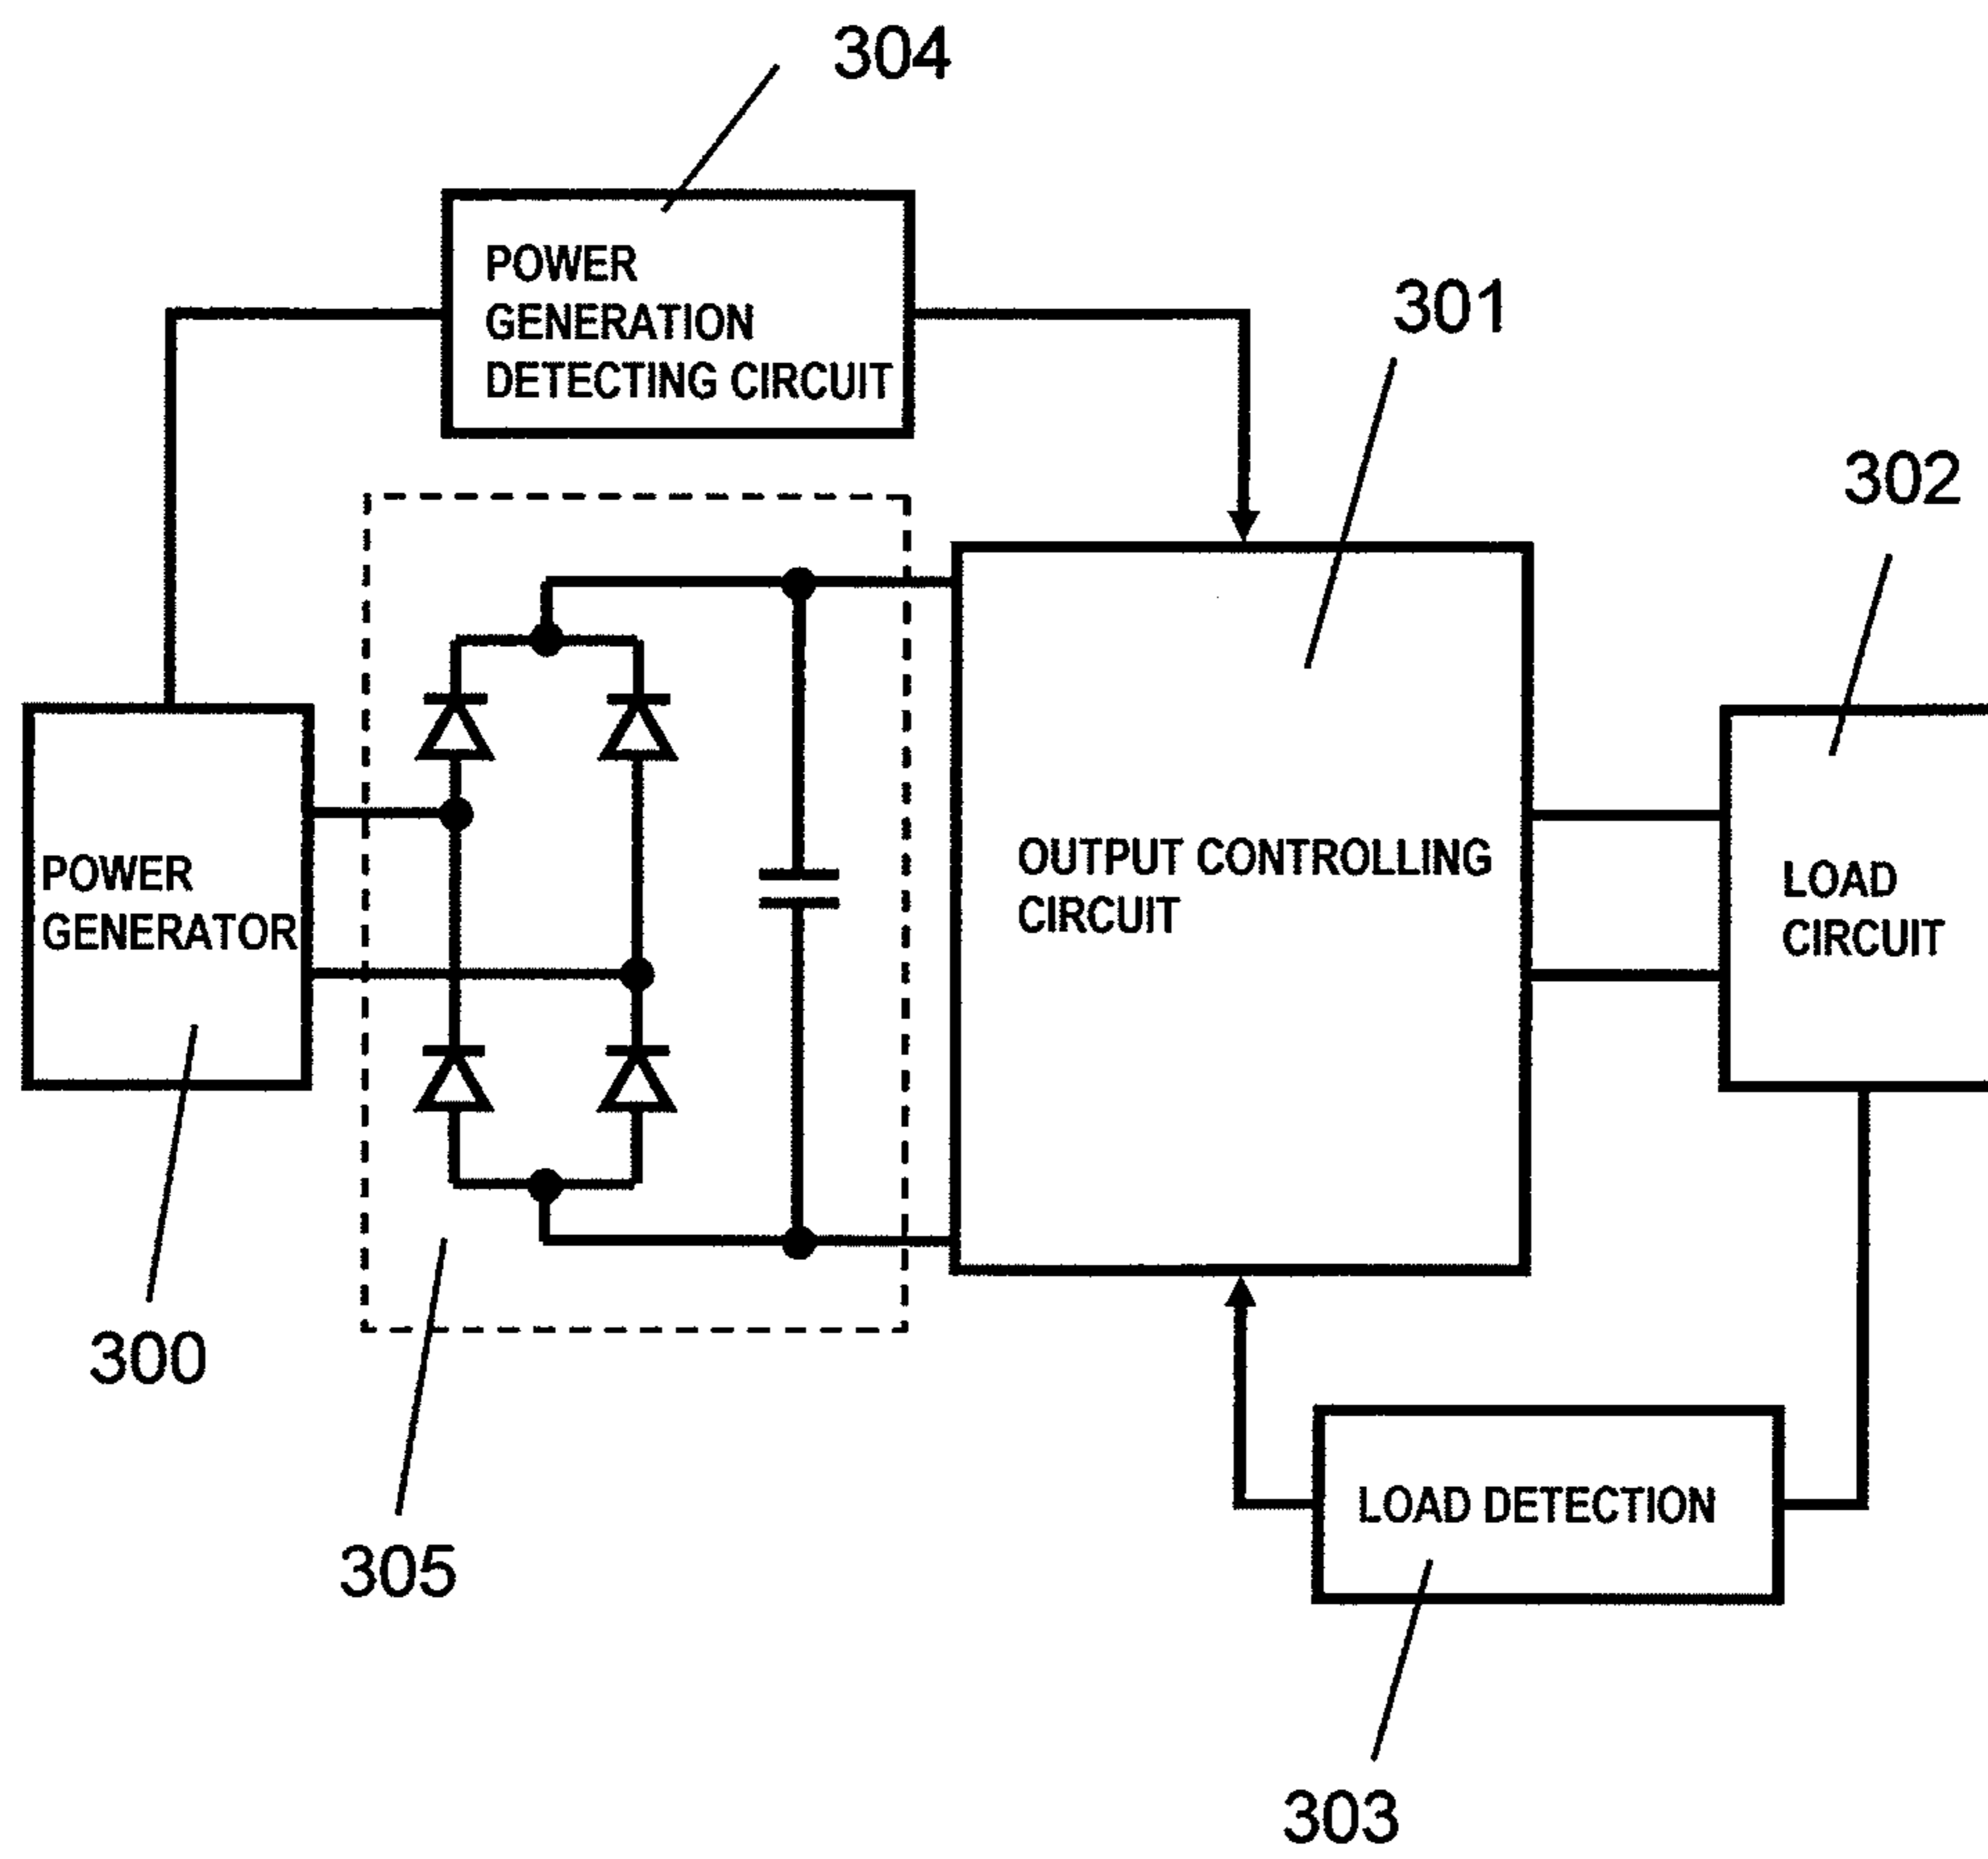 304
POWER
GENERATION
DETECTING CIRCUIT
301
302
POWER
GENERATOR
OUTPUT CONTROLLING
CIRCUIT
LOAD
CIRCUIT
300
305
LOAD DETECTION
303